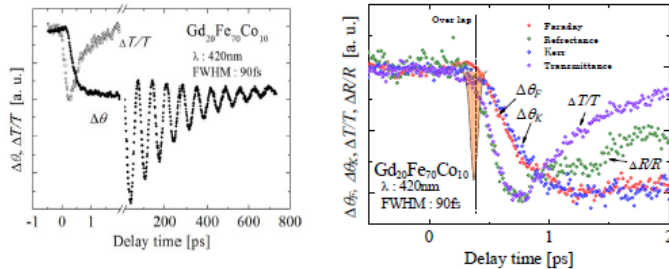 Δθ, ΔT/T [a. u.]
ΔT/T
Gd20Fe70Co10
λ : 420nm
FWHM : 90fs
Δθ
-1 0 1 200 400 600 800
Delay time [ps]
ΔθF, ΔθK, ΔT/T, ΔR/R [a. u.]
Over lap
Faraday
Refrectance
Kerr
Transmittance
ΔθF
ΔθK
ΔT/T
ΔR/R
Gd20Fe70Co10
λ : 420nm
FWHM : 90fs
0 1 2
Delay time [ps]